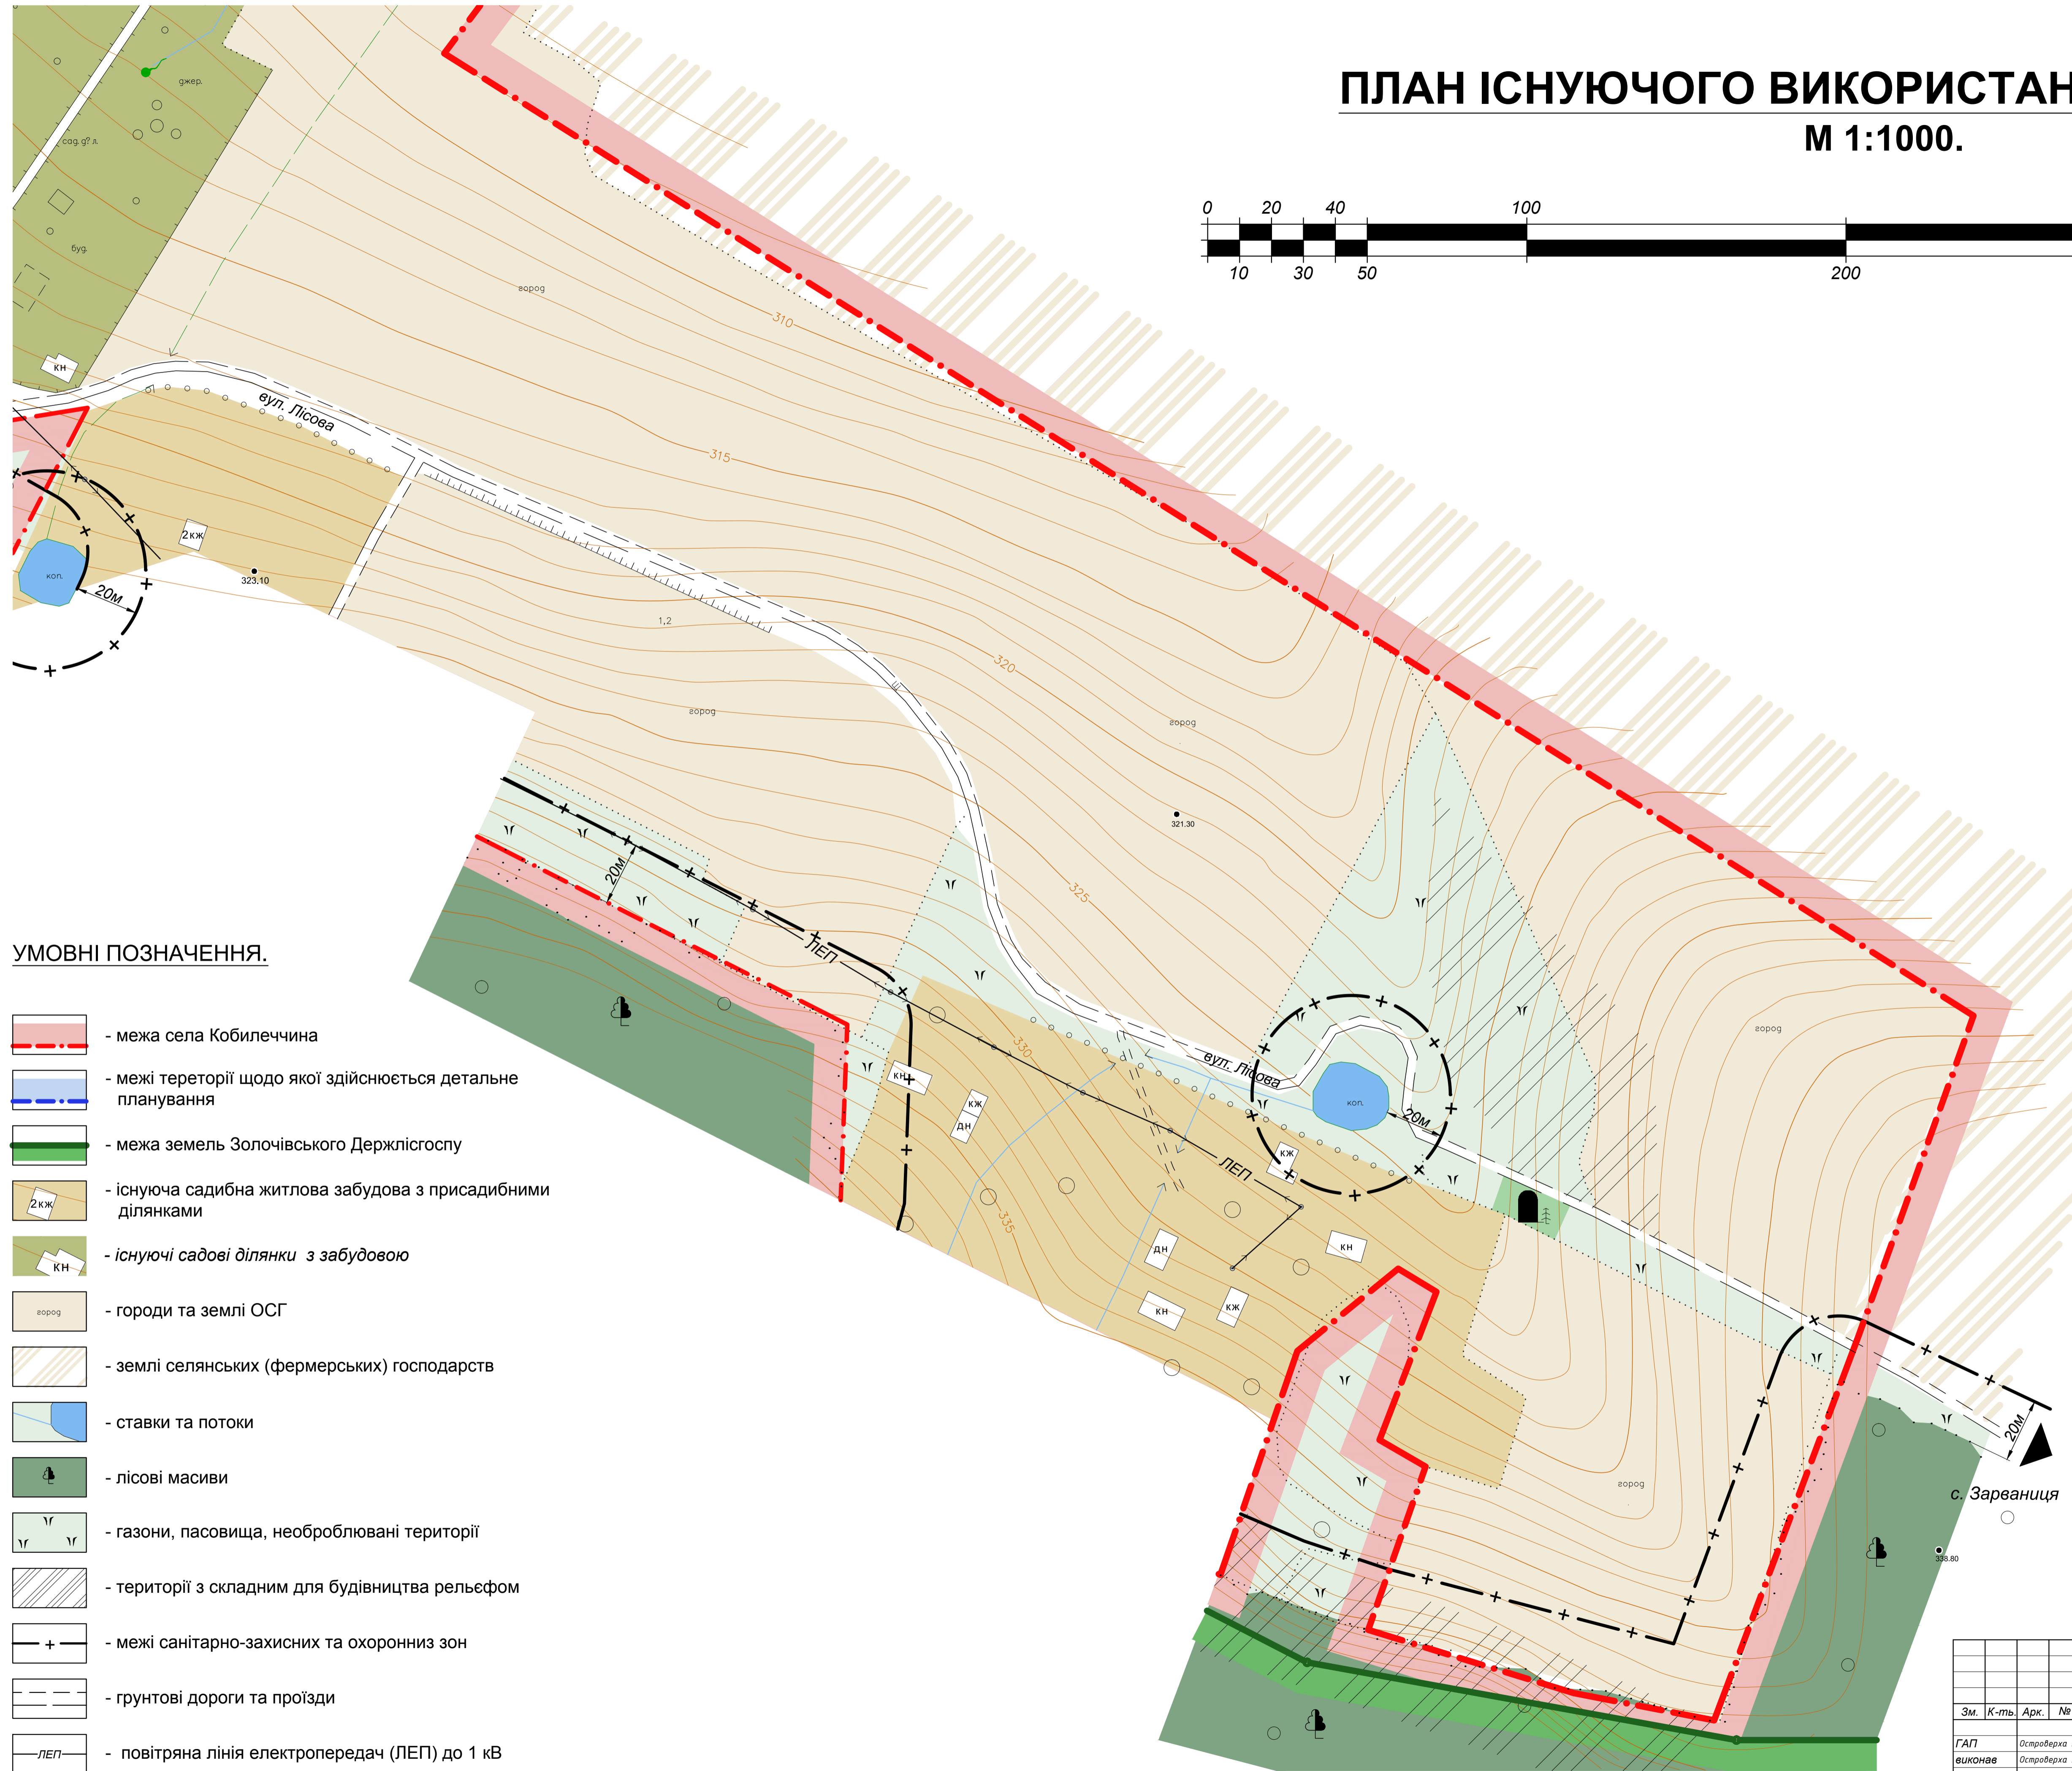 ПЛАН ІСНУЮЧОГО ВИКОРИСТАН
М 1:1000.
0 20 40 100
10 30 50 200
джер.
сад.
буд.
кн
вул. Лісова
город
310
315
2кж
323.10
коп.
20м
1,2
320
город
город
321.30
325
20м
ЛЕП
330
кн
кж
дн
335
вул. Лісова
коп.
20м
кж
ЛЕП
дн
кн
кн
кж
город
город
20м
с. Зарваниця
338.80
УМОВНІ ПОЗНАЧЕННЯ.
- межа села Кобилеччина
- межі тереторії щодо якої здійснюється детальне
планування
- межа земель Золочівського Держлісгоспу
2кж
- існуюча садибна житлова забудова з присадибними
ділянками
кн
- існуючі садові ділянки з забудовою
город
- городи та землі ОСГ
- землі селянських (фермерських) господарств
- ставки та потоки
- лісові масиви
- газони, пасовища, необроблювані території
- території з складним для будівництва рельєфом
- межі санітарно-захисних та охоронниз зон
- грунтові дороги та проїзди
ЛЕП
- повітряна лінія електропередач (ЛЕП) до 1 кВ
Зм. К-ть. Арк. №
ГАП Островерха
виконав Островерха